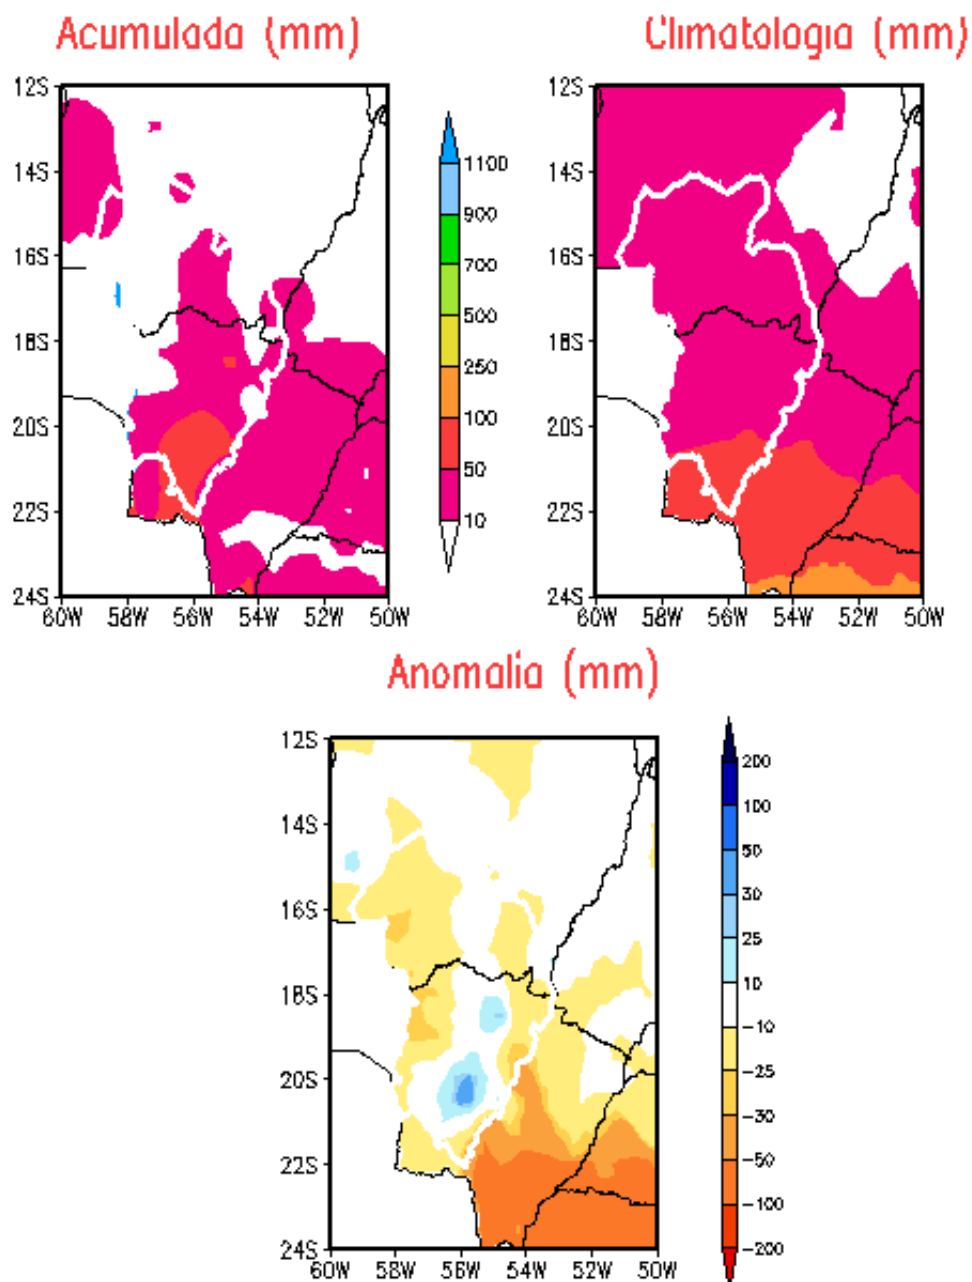 Acumulada (mm)
12S
14S
16S
18S
20S
22S
24S
60W 58W 56W 54W 52W 50W
1100
900
700
500
250
100
50
10
Climatologia (mm)
12S
14S
16S
18S
20S
22S
24S
60W 58W 56W 54W 52W 50W
Anomalia (mm)
12S
14S
16S
18S
20S
22S
24S
60W 58W 56W 54W 52W 50W
200
100
50
30
25
10
-10
-25
-30
-50
-100
-200